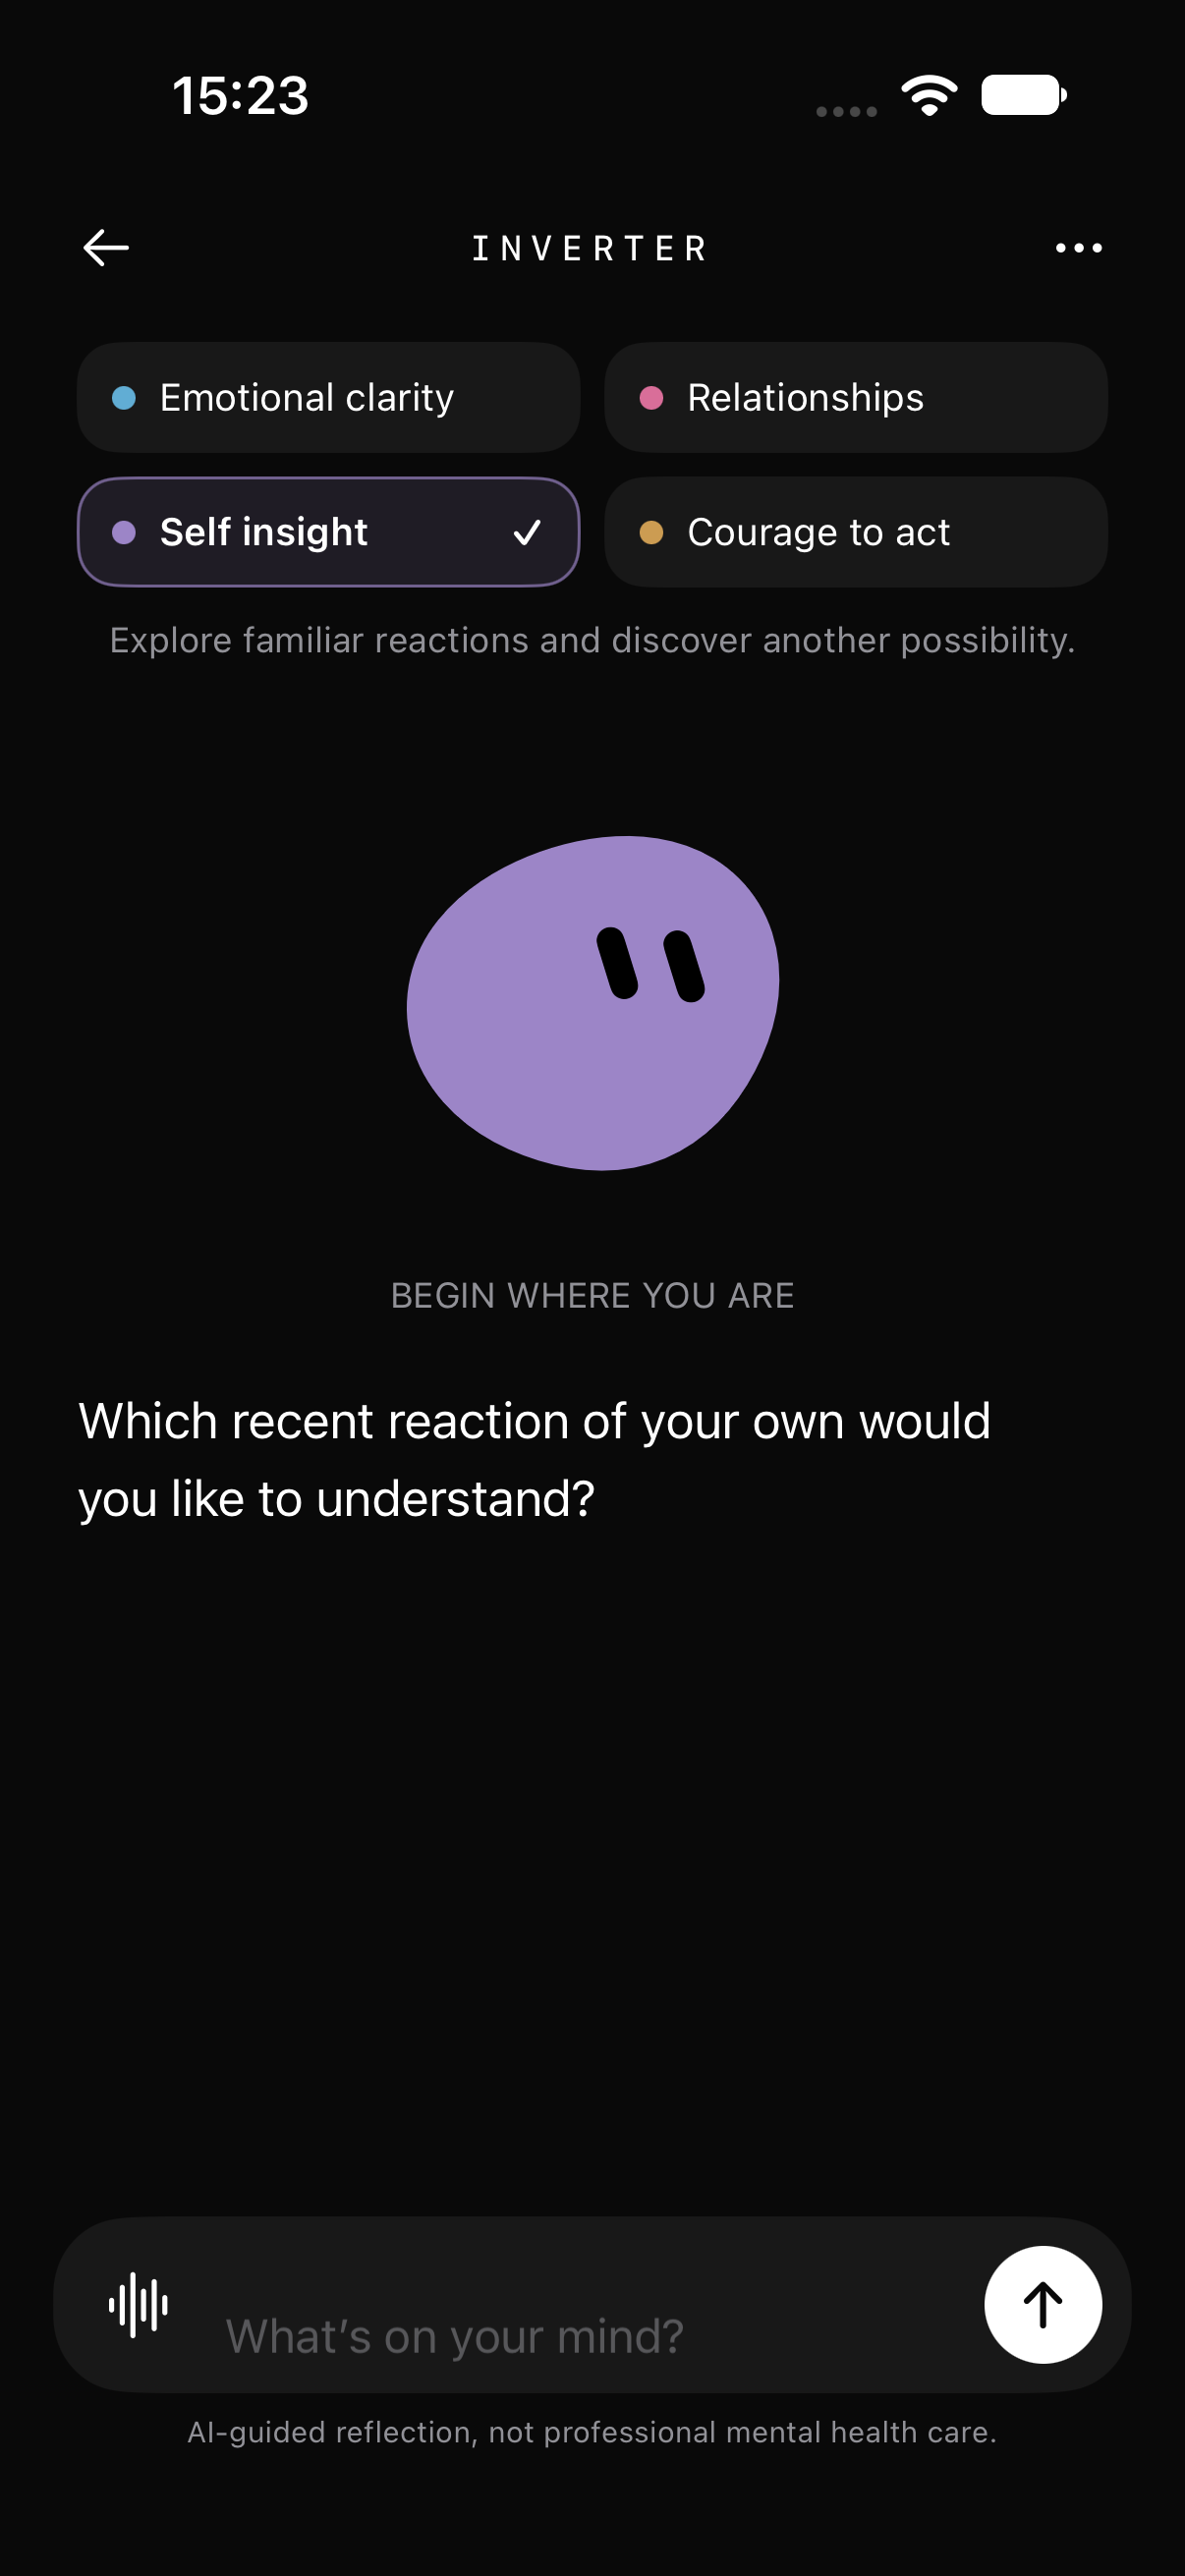 15:23
INVERTER
Emotional clarity
Relationships
Self insight
Courage to act
Explore familiar reactions and discover another possibility.
BEGIN WHERE YOU ARE
Which recent reaction of your own would
you like to understand?
What’s on your mind?
AI-guided reflection, not professional mental health care.